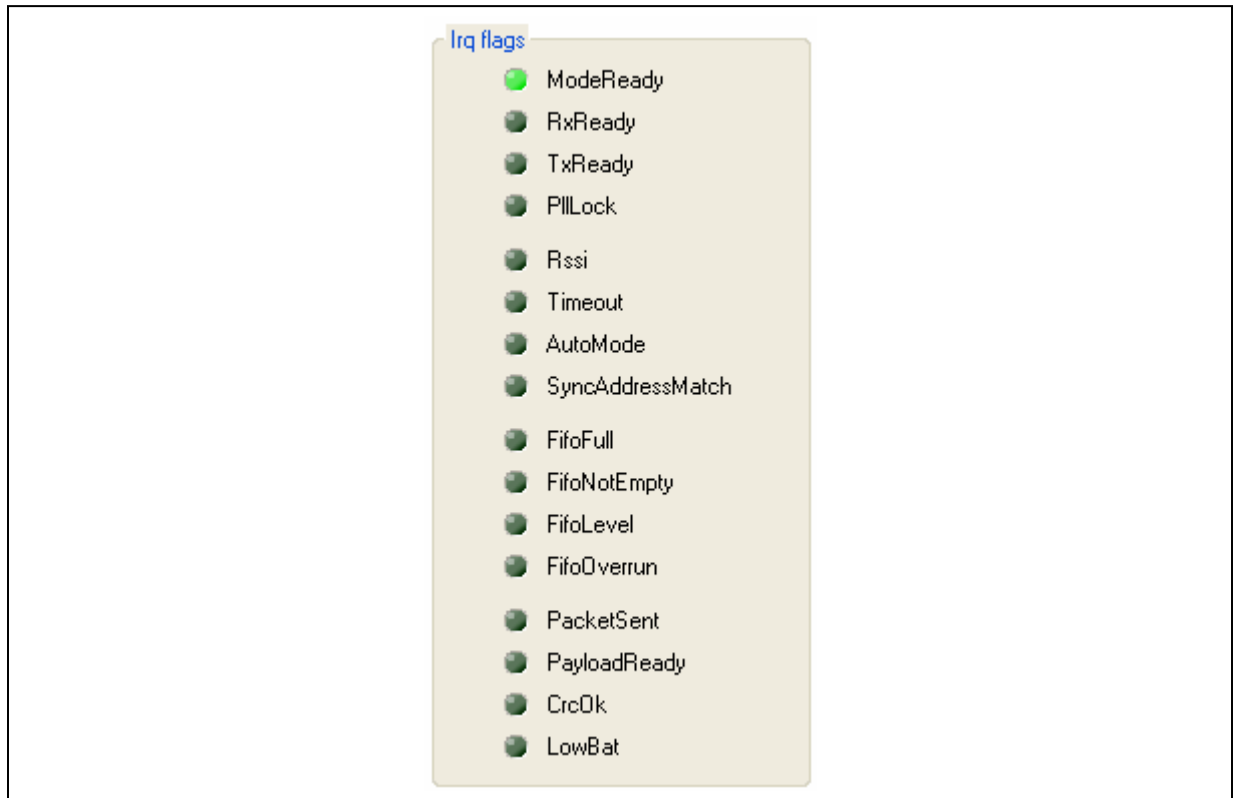 Irq flags
ModeReady
RxReady
TxReady
PllLock
Rssi
Timeout
AutoMode
SyncAddressMatch
FifoFull
FifoNotEmpty
FifoLevel
FifoOverrun
PacketSent
PayloadReady
CrcOk
LowBat